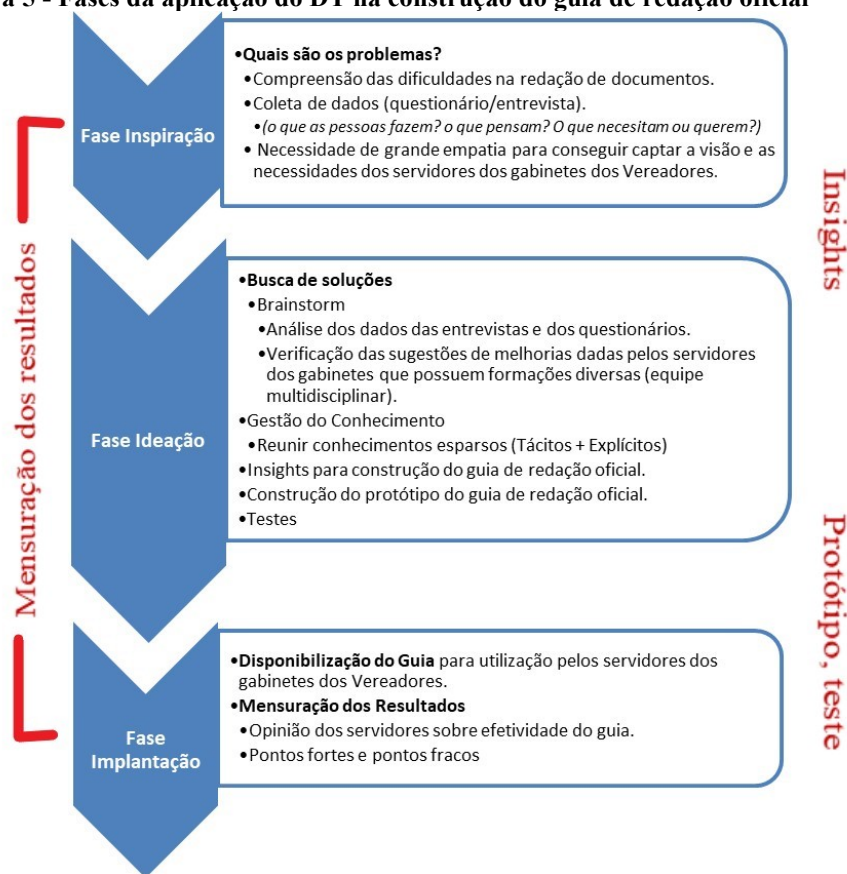 a 5 - Fases da aplicação do DT na construção do guia de redação oficial
Fase Inspiração
•Quais são os problemas?
•Compreensão das dificuldades na redação de documentos.
•Coleta de dados (questionário/entrevista).
•(o que as pessoas fazem? o que pensam? O que necesitam ou querem?)
• Necessidade de grande empatia para conseguir captar a visão e as
necessidades dos servidores dos gabinetes dos Vereadores.
Insights
Mensuração dos resultados
Fase Ideação
•Busca de soluções
•Brainstorm
•Análise dos dados das entrevistas e dos questionários.
•Verificação das sugestões de melhorias dadas pelos servidores
dos gabinetes que possuem formações diversas (equipe
multidisciplinar).
•Gestão do Conhecimento
•Reunir conhecimentos esparsos (Tácitos + Explícitos)
•Insights para construção do guia de redação oficial.
•Construção do protótipo do guia de redação oficial.
•Testes
Protótipo, teste
Fase
Implantação
•Disponibilização do Guia para utilização pelos servidores dos
gabinetes dos Vereadores.
•Mensuração dos Resultados
•Opinião dos servidores sobre efetividade do guia.
•Pontos fortes e pontos fracos